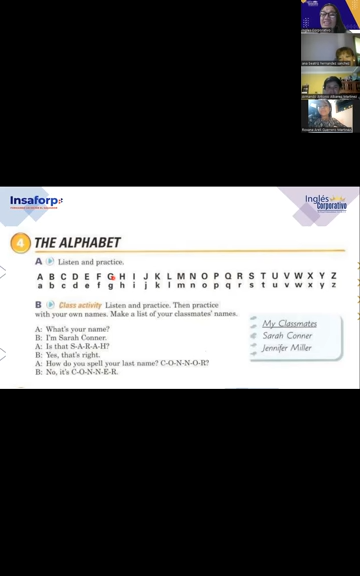 Insaforp
Inglés
Corporativo
4 THE ALPHABET
A Listen and practice.
A B C D E F G H I J K L M N O P Q R S T U V W X Y Z
a b c d e f g h i j k l m n o p q r s t u v w x y z
B Class activity Listen and practice. Then practice
with your own names. Make a list of your classmates' names.
A: What's your name?
B: I'm Sarah Conner.
A: Is that S-A-R-A-H?
B: Yes, that's right.
A: How do you spell your last name? C-O-N-N-O-R?
B: No, it's C-O-N-N-E-R.
My Classmates
Sarah Conner
Jennifer Miller